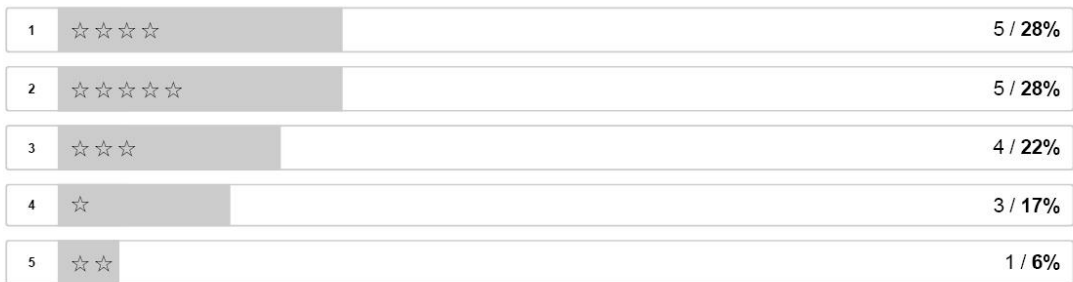 1 ☆☆☆☆ 5 / 28%
2 ☆☆☆☆☆ 5 / 28%
3 ☆☆☆ 4 / 22%
4 ☆ 3 / 17%
5 ☆☆ 1 / 6%